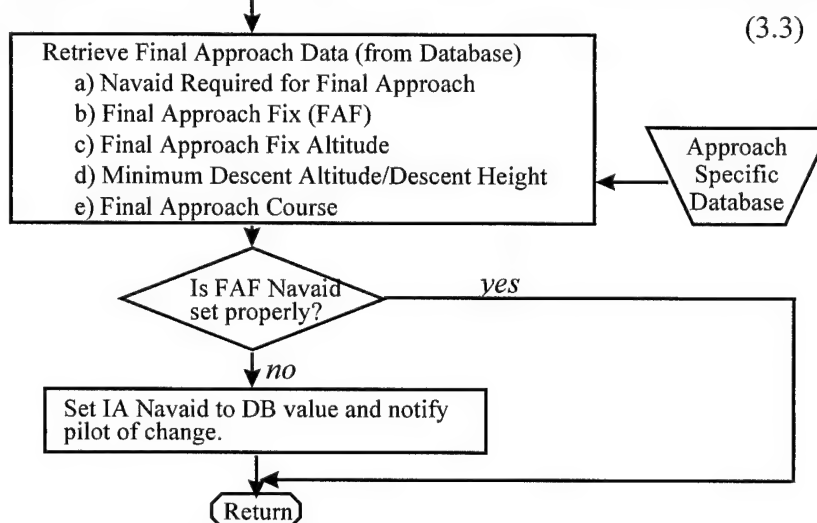 (3.3)
Retrieve Final Approach Data (from Database)
a) Navaid Required for Final Approach
b) Final Approach Fix (FAF)
c) Final Approach Fix Altitude
d) Minimum Descent Altitude/Descent Height
e) Final Approach Course
Approach
Specific
Database
Is FAF Navaid
set properly?
yes
no
Set IA Navaid to DB value and notify
pilot of change.
Return